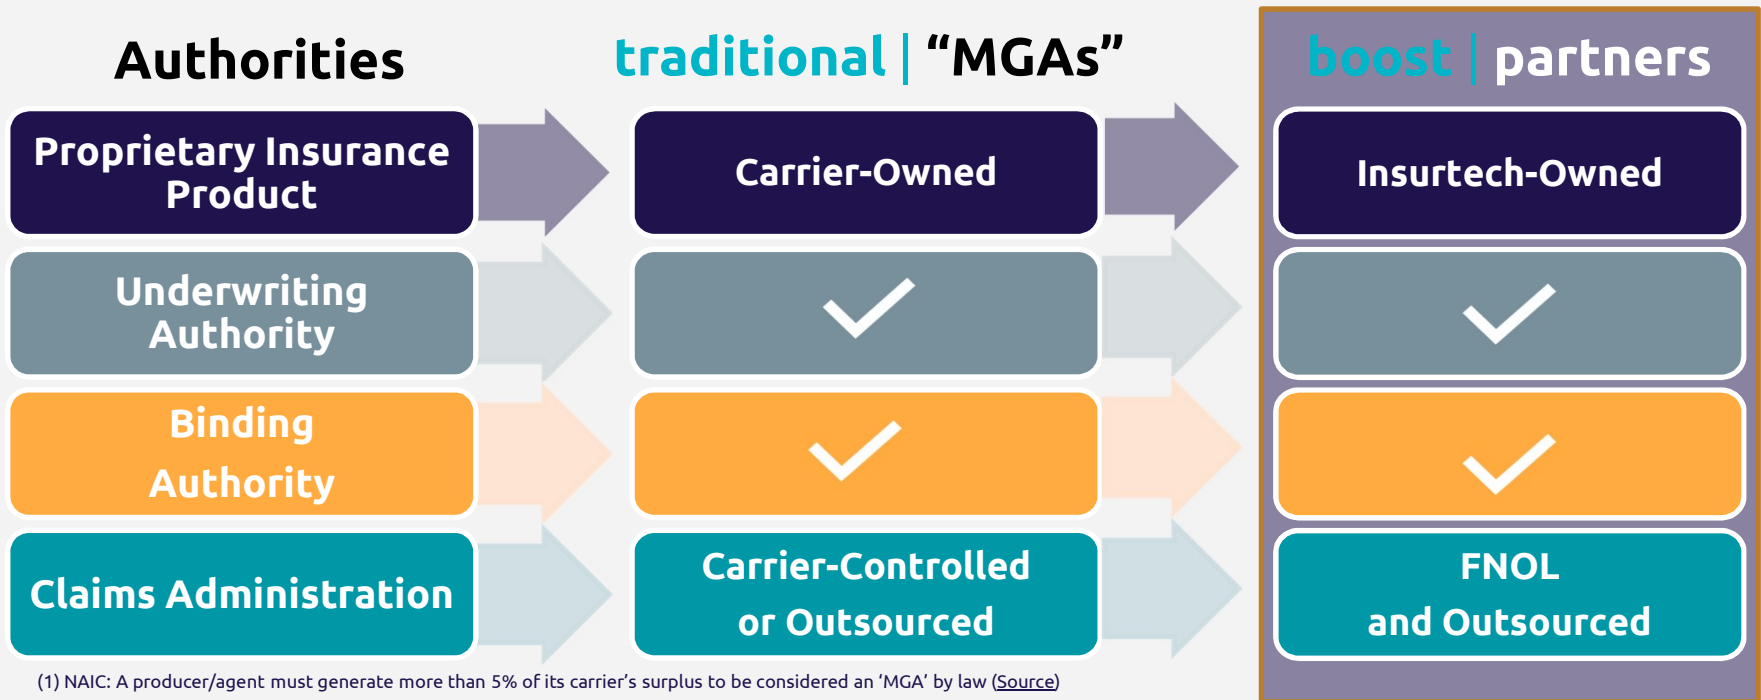 Authorities
traditional | “MGAs”
boost | partners
Proprietary Insurance
Product
Carrier-Owned
Insurtech-Owned
Underwriting
Authority
Binding
Authority
Claims Administration
Carrier-Controlled
or Outsourced
FNOL
and Outsourced
(1) NAIC: A producer/agent must generate more than 5% of its carrier’s surplus to be considered an ‘MGA’ by law (Source)